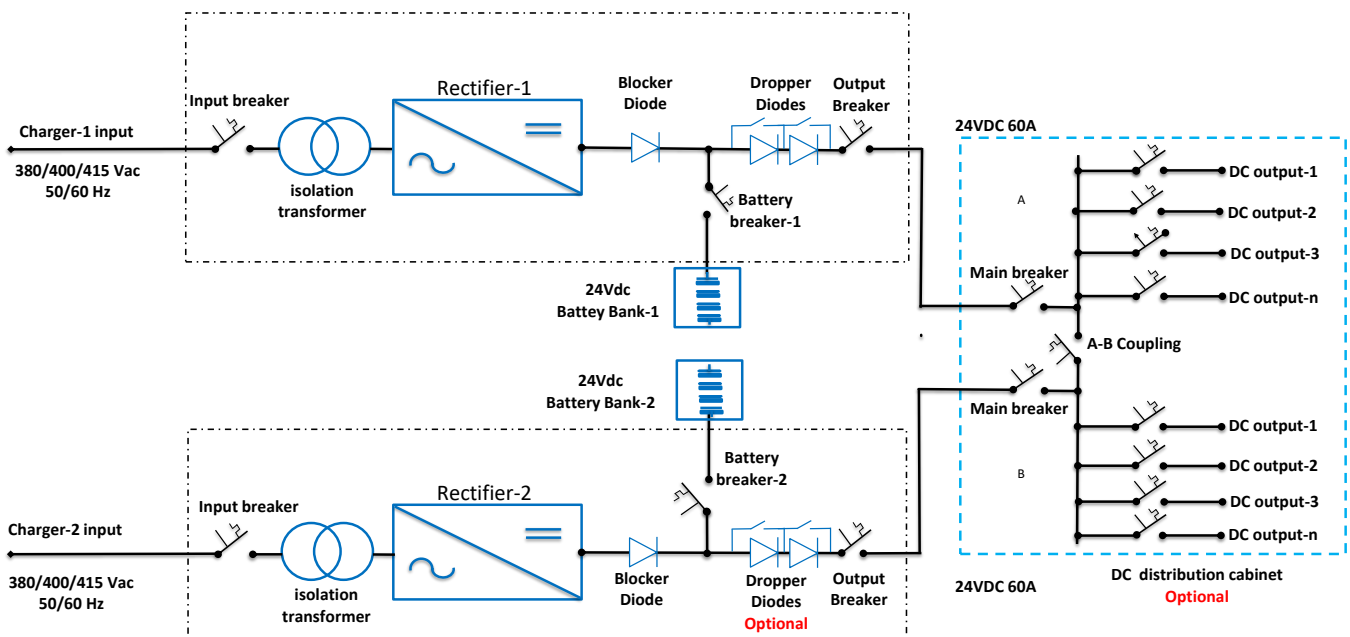 Rectifier-1
Blocker
Diode
Dropper
Diodes
Output
Breaker
Input breaker
Charger-1 input
380/400/415 Vac
50/60 Hz
isolation
transformer
Battery
breaker-1
24Vdc
Battey Bank-1
24VDC 60A
A
DC output-1
DC output-2
DC output-3
DC output-n
Main breaker
A-B Coupling
24Vdc
Battery Bank-2
Main breaker
B
DC output-1
DC output-2
DC output-3
DC output-n
Battery
breaker-2
Rectifier-2
Input breaker
Charger-2 input
380/400/415 Vac
50/60 Hz
isolation
transformer
Blocker
Diode
Dropper
Diodes
Optional
Output
Breaker
24VDC 60A
DC distribution cabinet
Optional